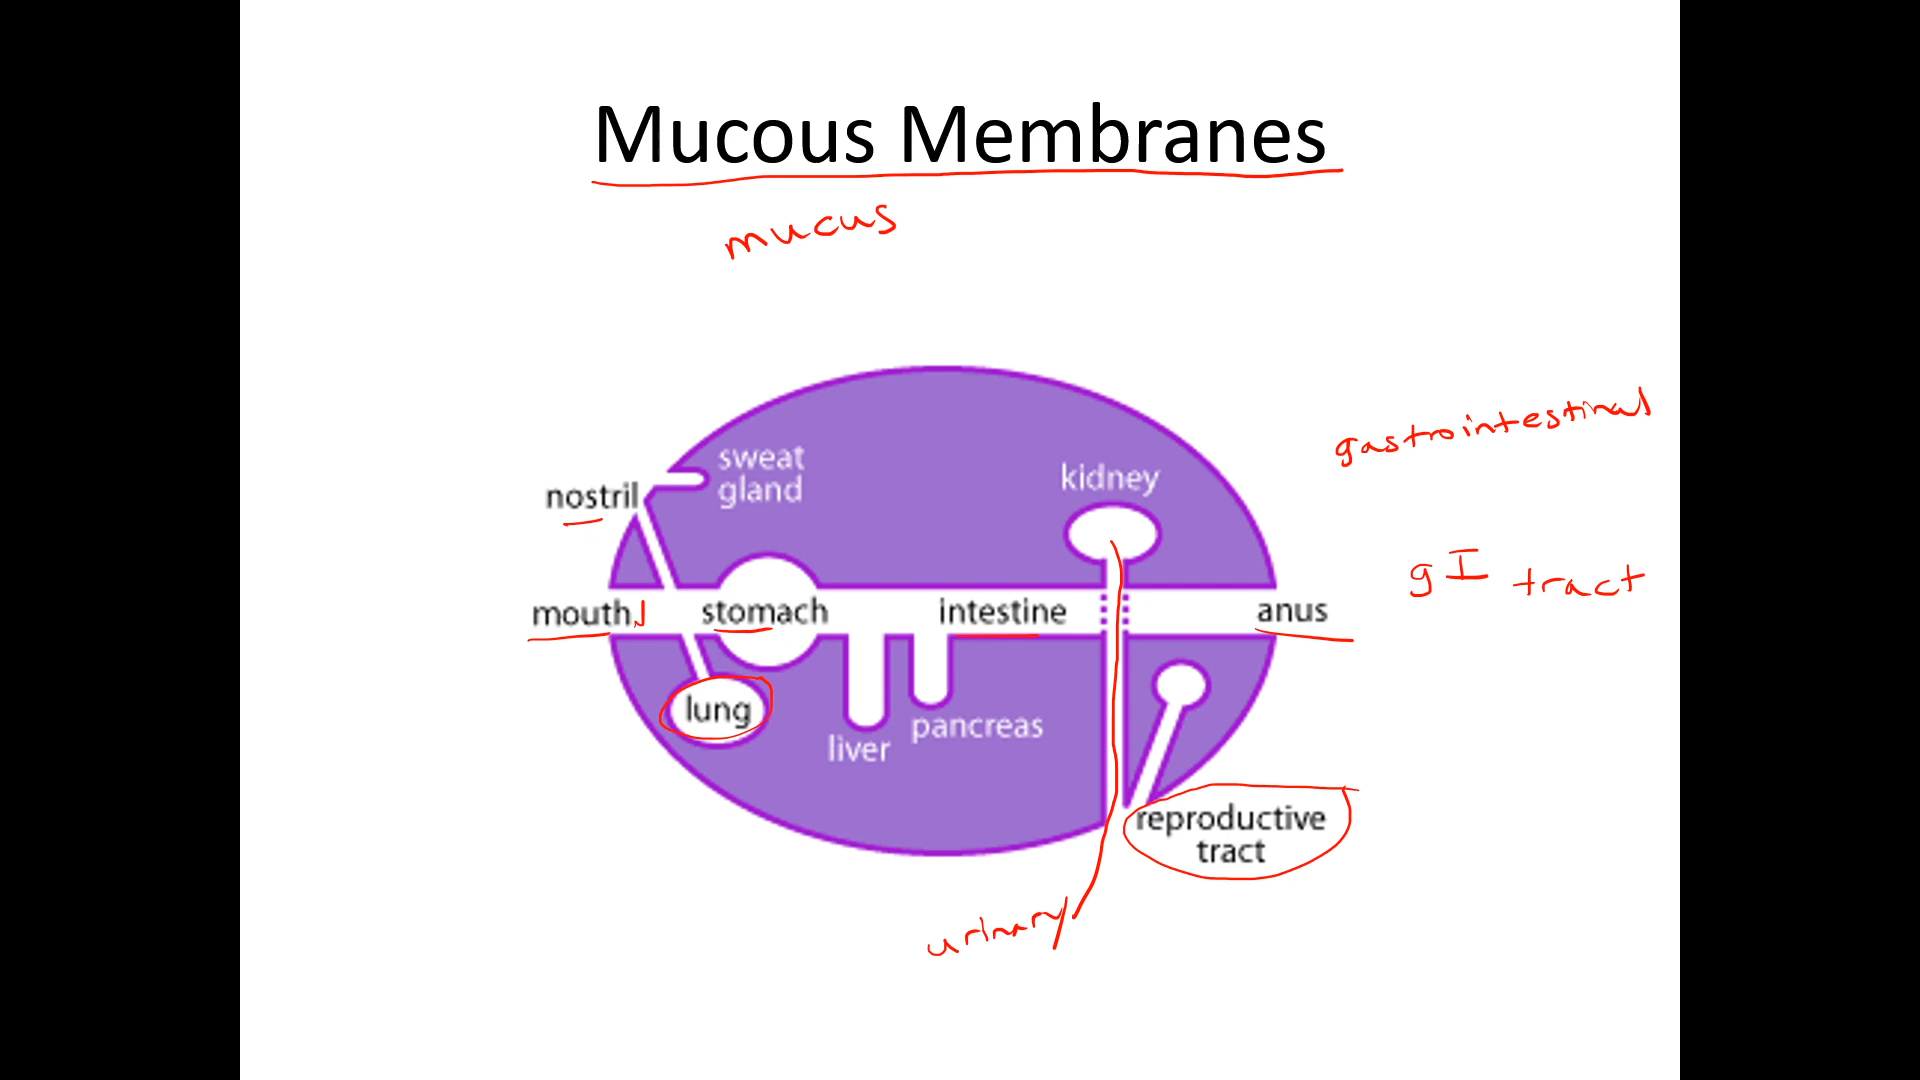 Mucous Membranes
mucus
gastrointestinal
sweat
gland
kidney
nostril
gI tract
mouth
stomach
intestine
anus
lung
pancreas
liver
reproductive
tract
urinary